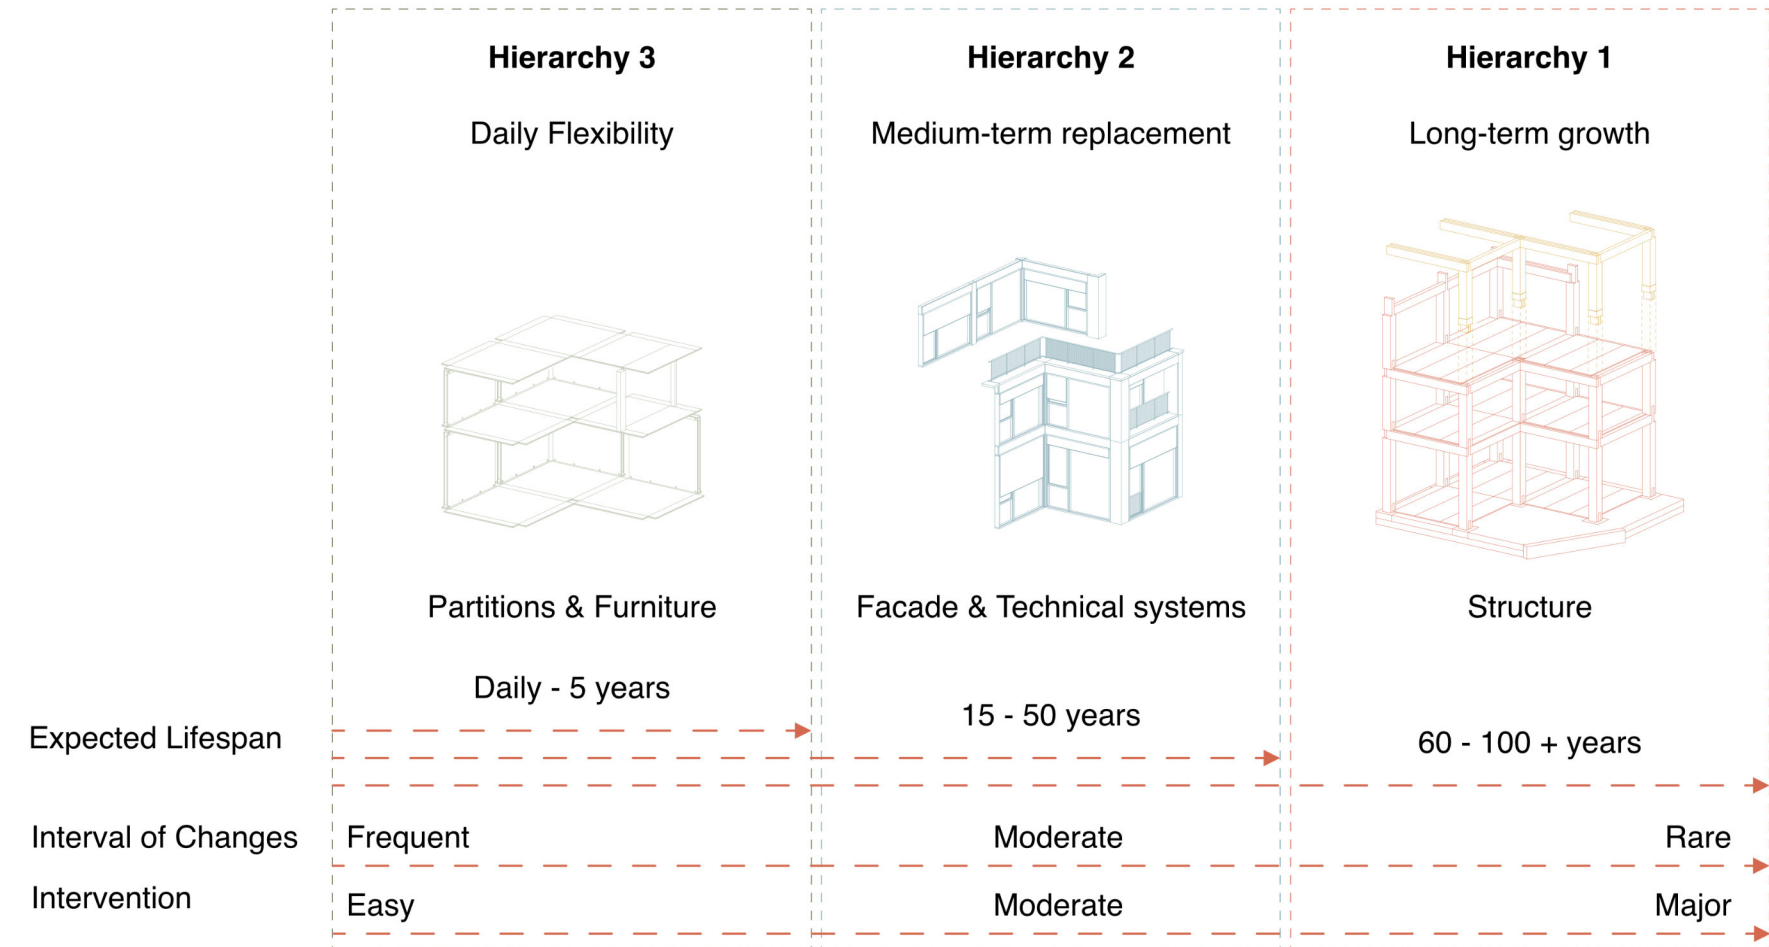 Hierarchy 3
Hierarchy 2
Hierarchy 1
Daily Flexibility
Medium-term replacement
Long-term growth
Partitions & Furniture
Facade & Technical systems
Structure
Daily - 5 years
15 - 50 years
60 - 100 + years
Expected Lifespan
Interval of Changes
Frequent
Moderate
Rare
Intervention
Easy
Moderate
Major